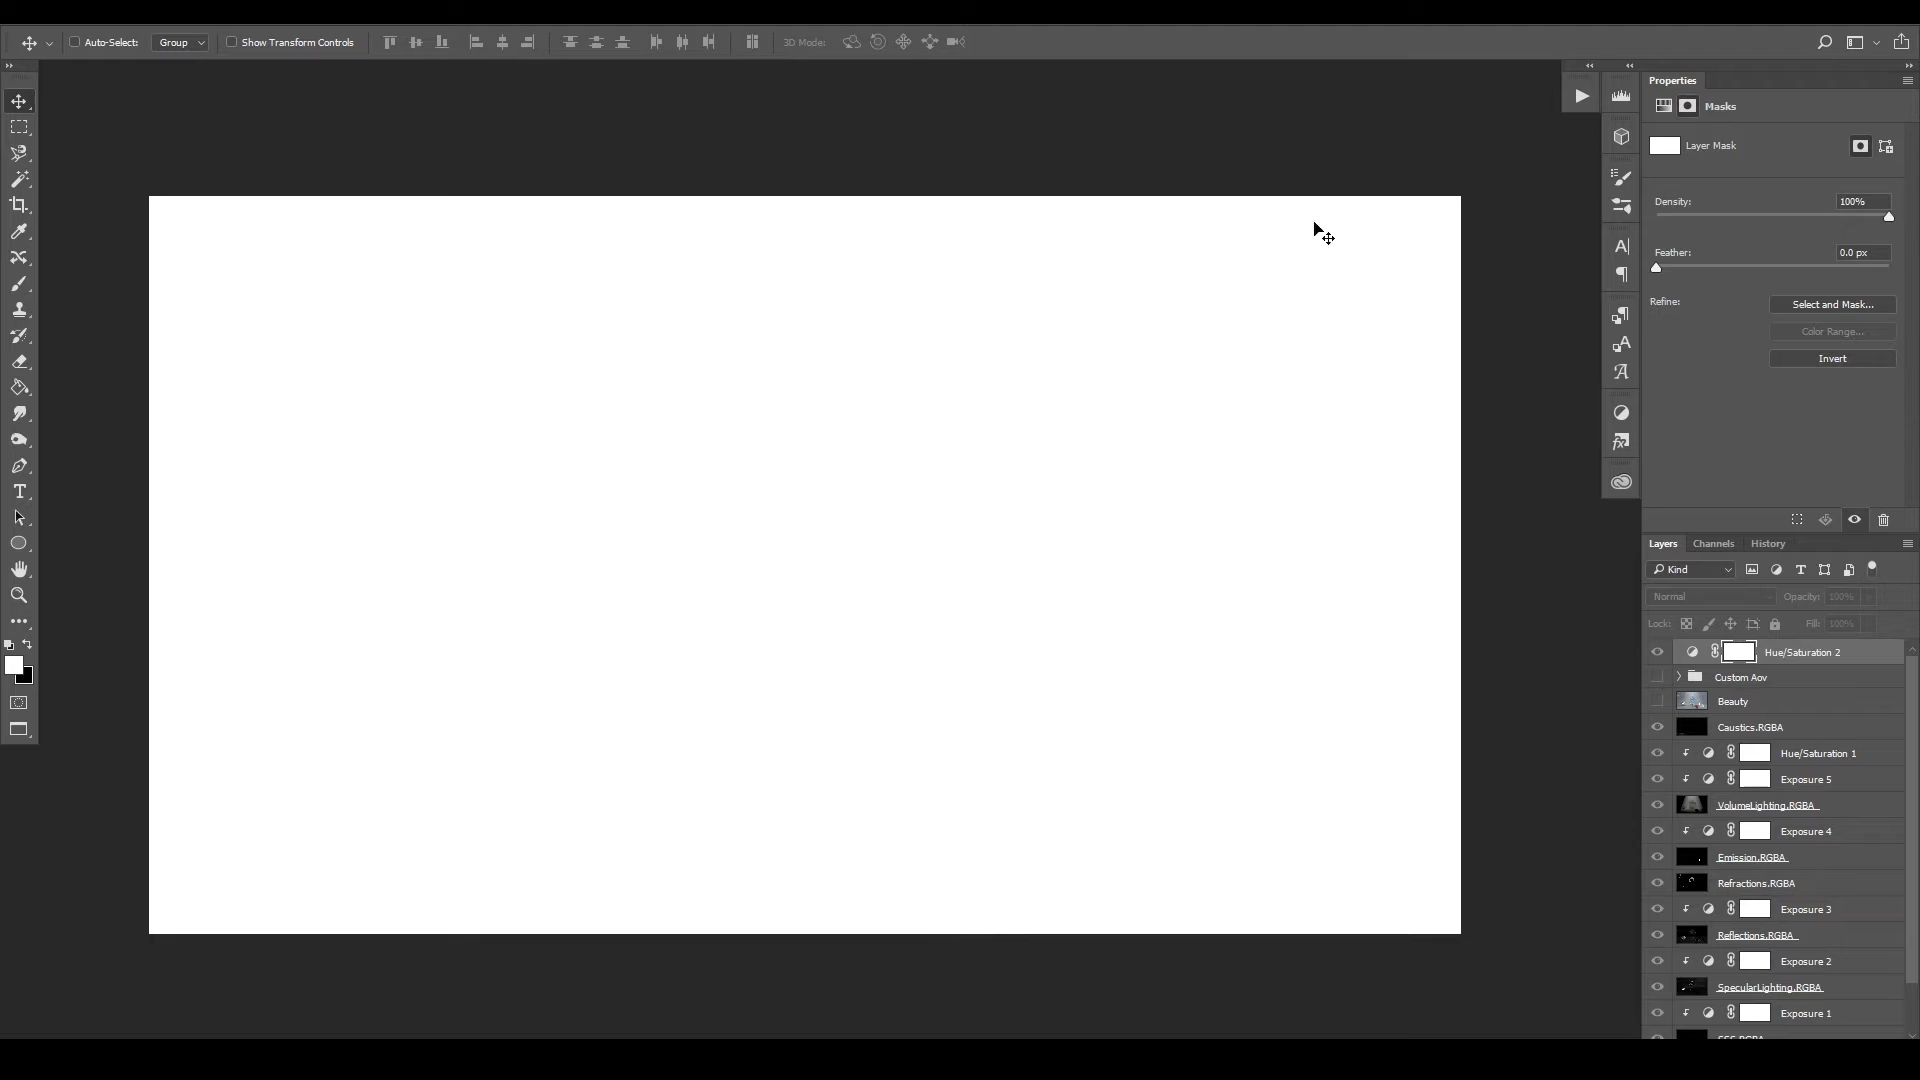 Auto-Select:
Group
Show Transform Controls
3D Mode:
Properties
Masks
Layer Mask
Density:
100%
Feather:
0.0 px
Refine:
Select and Mask...
Color Range...
Invert
Layers
Channels
History
Kind
Normal
Opacity:
100%
Lock:
Fill:
100%
Hue/Saturation 2
Custom Aov
Beauty
Caustics.RGBA
Hue/Saturation 1
Exposure 5
VolumeLighting.RGBA
Exposure 4
Emission.RGBA
Refractions.RGBA
Exposure 3
Reflections.RGBA
Exposure 2
SpecularLighting.RGBA
Exposure 1
SSS.RGBA